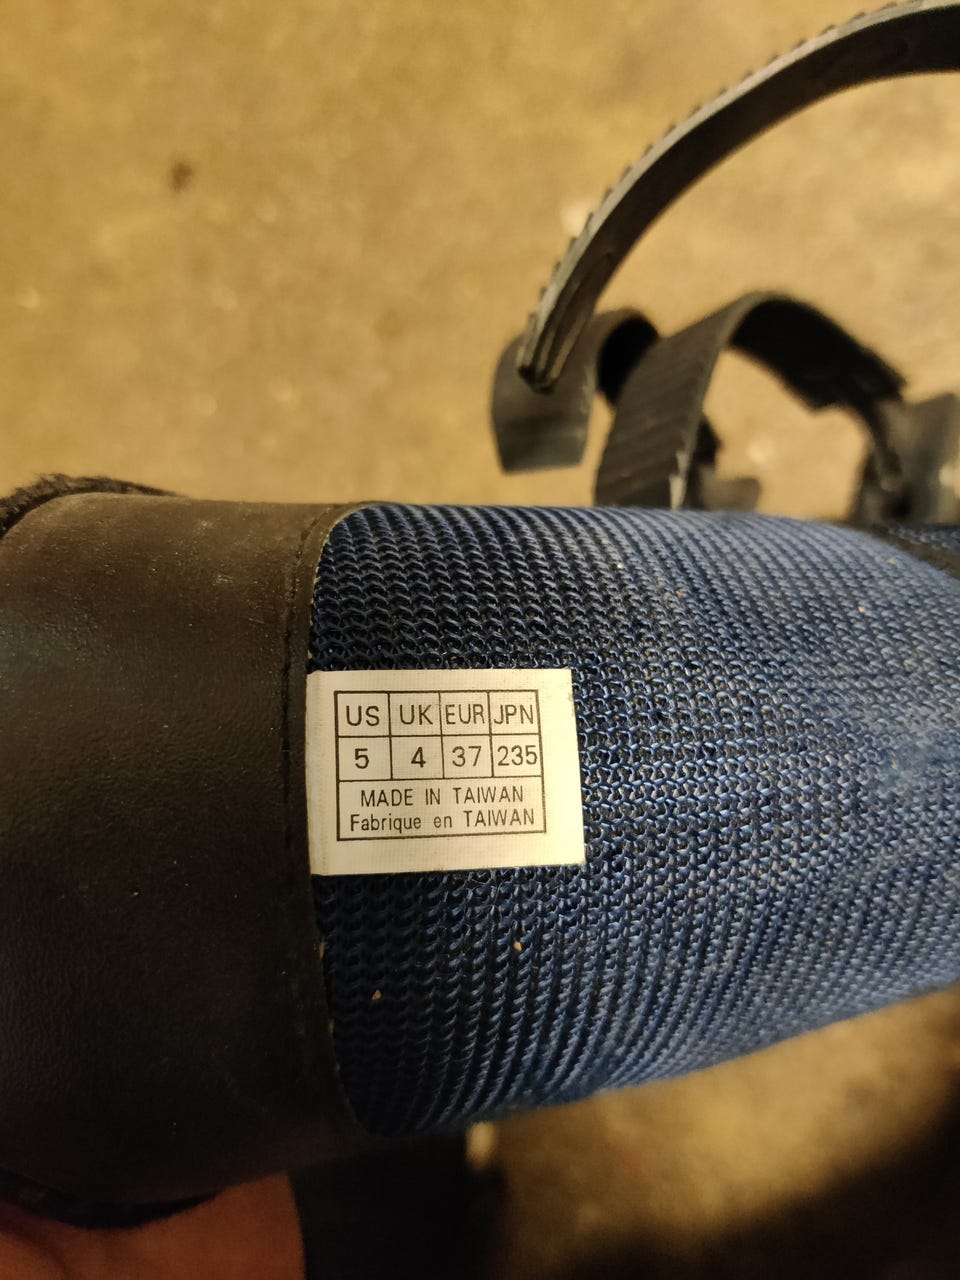 US UK EUR JPN
5 4 37 235
MADE IN TAIWAN
Fabrique en TAIWAN